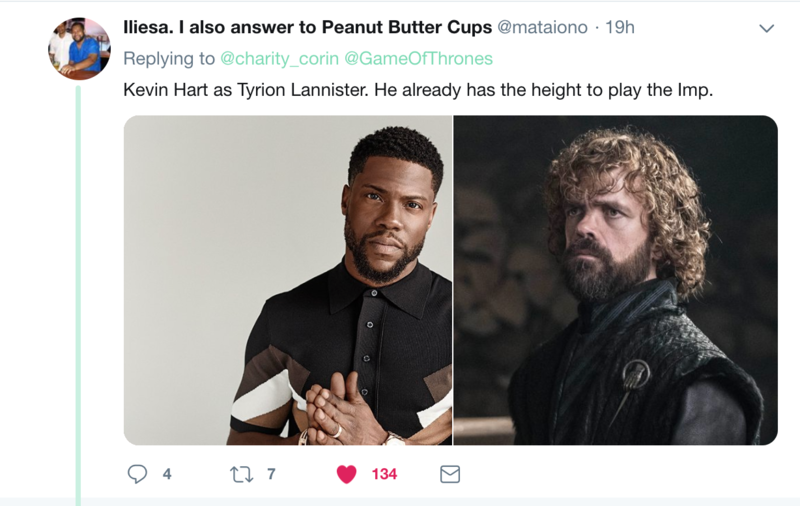 Iliesa. I also answer to Peanut Butter Cups @mataiono · 19h
Replying to @charity_corin @GameOfThrones
Kevin Hart as Tyrion Lannister. He already has the height to play the Imp.
4 7 134